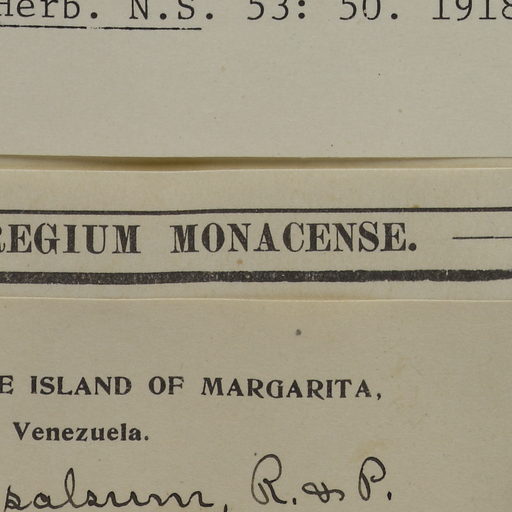 Herb. N.S. 53: 50. 1918
REGIUM MONACENSE.
E ISLAND OF MARGARITA,
Venezuela.
R. & P.